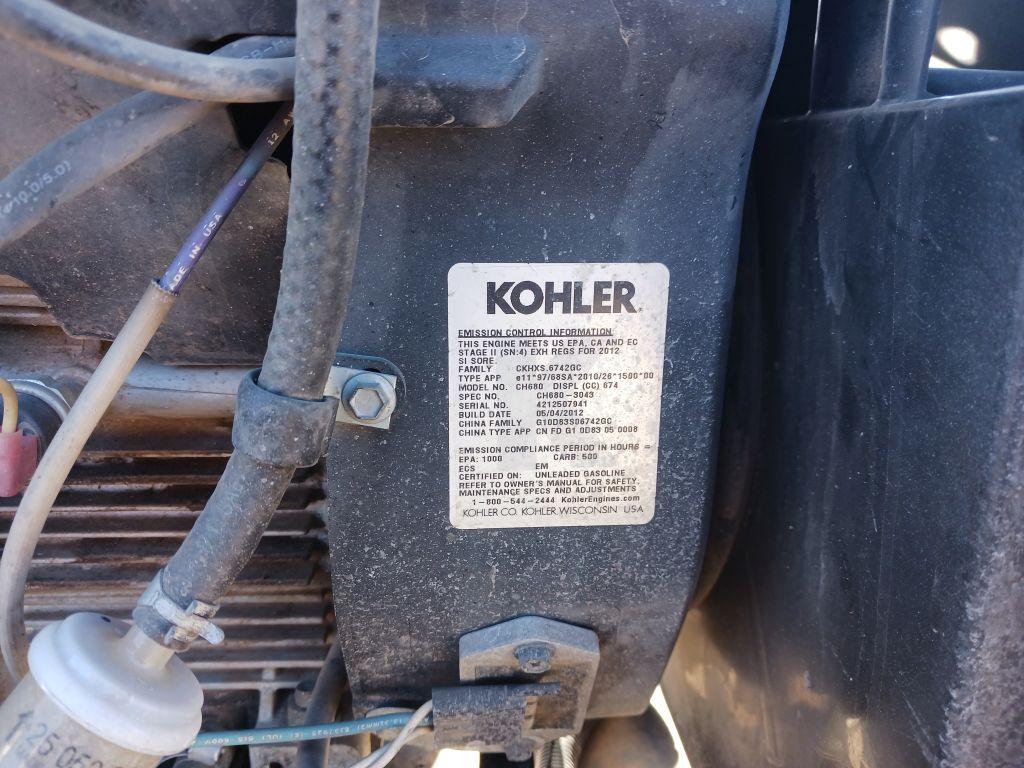 KOHLER
EMISSION CONTROL INFORMATION
THIS ENGINE MEETS US EPA, CA AND EC
STAGE II (SN:4) EXH REGS FOR 2012
SI SORE.
FAMILY CKHXS.6742GC
TYPE APP e11*97/68SA*2010/26*1500*00
MODEL NO. CH680 DISPL (CC) 674
SPEC NO. CH680-3043
SERIAL NO. 4212507941
BUILD DATE 05/04/2012
CHINA FAMILY G10D83S06742GC
CHINA TYPE APP CN FD G1 0D83 05 0008
EMISSION COMPLIANCE PERIOD IN HOURS =
EPA: 1000 CARB: 500
ECS EM
CERTIFIED ON: UNLEADED GASOLINE
REFER TO OWNER'S MANUAL FOR SAFETY,
MAINTENANCE SPECS AND ADJUSTMENTS
1-800-544-2444 KohlerEngines.com
KOHLER CO. KOHLER, WISCONSIN USA
IN USA
25 05